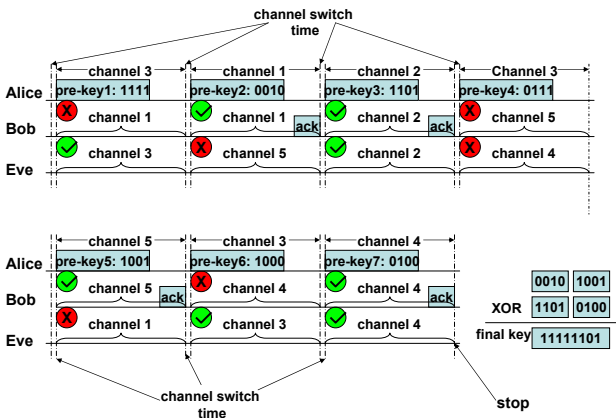 channel switch
time
channel 3 channel 1 channel 2 Channel 3
Alice pre-key1: 1111 pre-key2: 0010 pre-key3: 1101 pre-key4: 0111
X X
Bob channel 1 channel 1 ack channel 2 ack channel 5
X X
Eve channel 3 channel 5 channel 2 channel 4
channel 5 channel 3 channel 4
Alice pre-key5: 1001 pre-key6: 1000 pre-key7: 0100
X
Bob channel 5 ack channel 4 channel 4 ack
X
Eve channel 1 channel 3 channel 4
0010 1001
XOR 1101 0100
final key 11111101
channel switch
time
stop